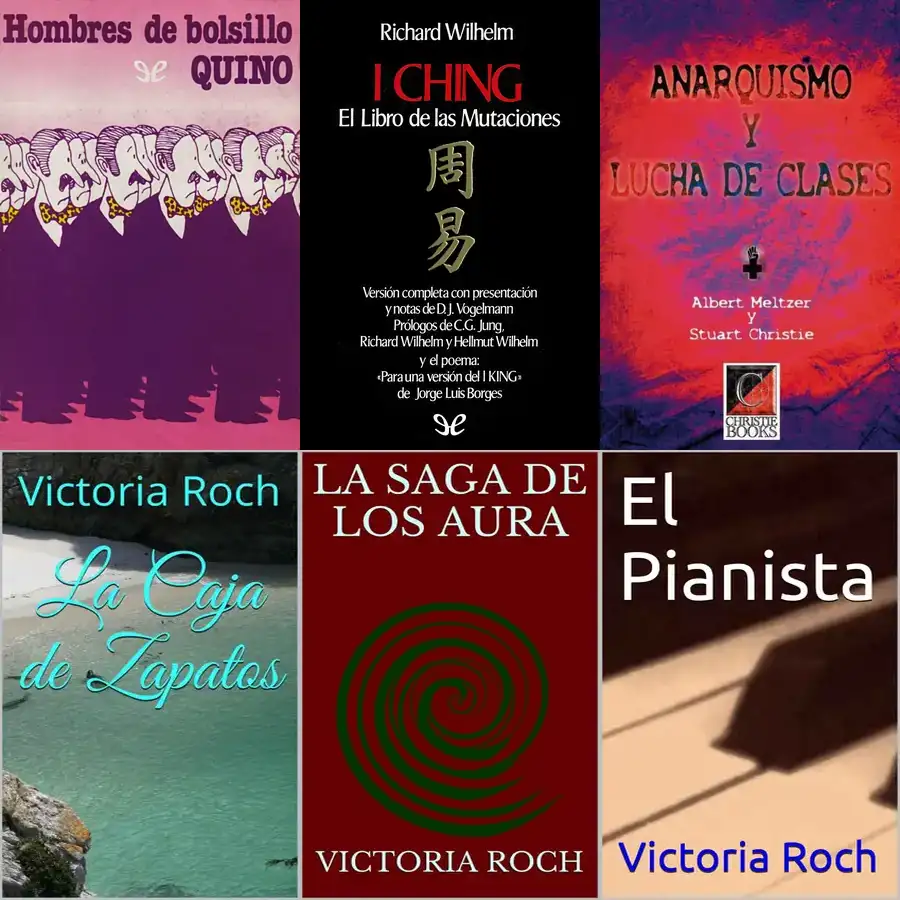 Hombres de bolsillo
QUINO
Richard Wilhelm
I CHING
El Libro de las Mutaciones
周
易
Versión completa con presentación
y notas de D. J. Vogelmann
Prólogos de C.G. Jung,
Richard Wilhelm y Hellmut Wilhelm
y el poema:
«Para una versión del I KING»
de Jorge Luis Borges
ANARQUISMO
Y
LUCHA DE CLASES
Albert Meltzer
y
Stuart Christie
C
CHRISTIE
BOOKS
Victoria Roch
La Caja
de Zapatos
LA SAGA DE
LOS AURA
VICTORIA ROCH
El
Pianista
Victoria Roch